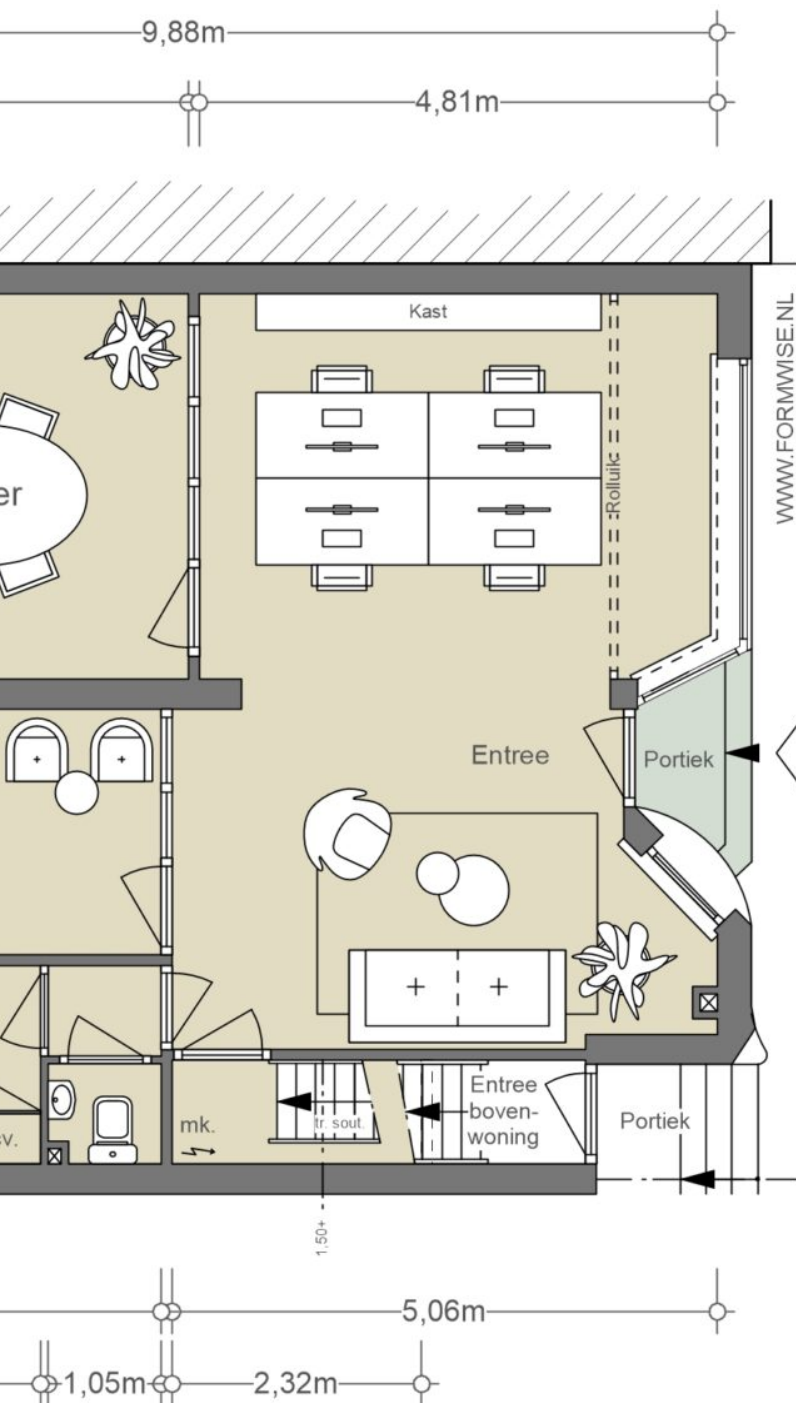 9,88m
4,81m
WWW.FORMWISE.NL
Kast
Rolluik
er
Entree
Portiek
Entree
boven-
woning
Portiek
mk.
tr. sout.
sv.
1.50+
5,06m
1,05m
2,32m